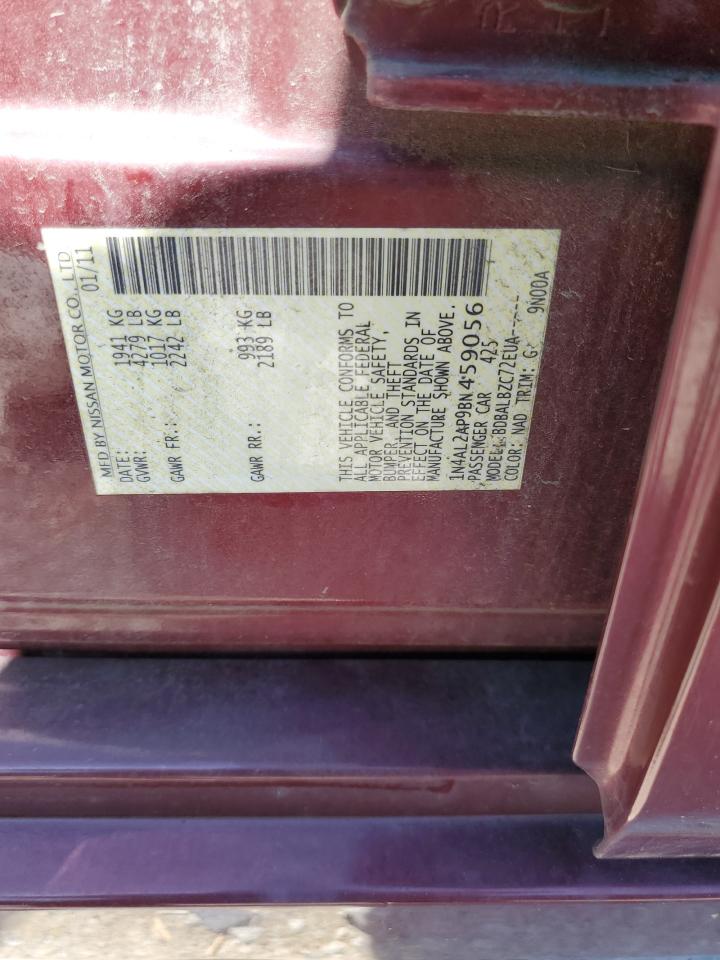 MFD BY NISSAN MOTOR CO., LTD
DATE: 01/11
GVWR: 1941 KG
4279 LB
GAWR FR.: 1017 KG
2242 LB
GAWR RR.: 993 KG
2189 LB
THIS VEHICLE CONFORMS TO
ALL APPLICABLE FEDERAL
MOTOR VEHICLE SAFETY,
BUMPER, AND THEFT
PREVENTION STANDARDS IN
EFFECT ON THE DATE OF
MANUFACTURE SHOWN ABOVE.
1N4AL2AP9BN459056
PASSENGER CAR 425
MODEL: BDBALBZC72EUA-----
COLOR: NAD TRIM: G 9N00A